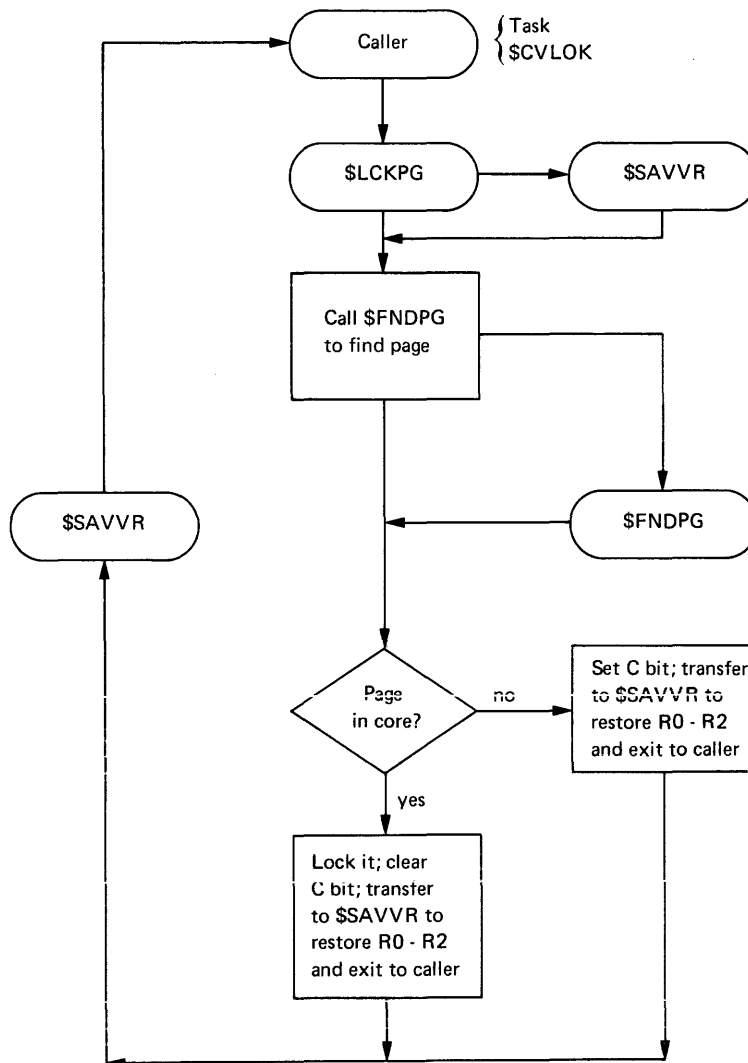 Caller
Task
$CVLOK
$LCKPG
$SAVVR
Call $FNDPG
to find page
$SAVVR
$FNDPG
Page
in core?
no
Set C bit; transfer
to $SAVVR to
restore R0 - R2
and exit to caller
yes
Lock it; clear
C bit; transfer
to $SAVVR to
restore R0 - R2
and exit to caller